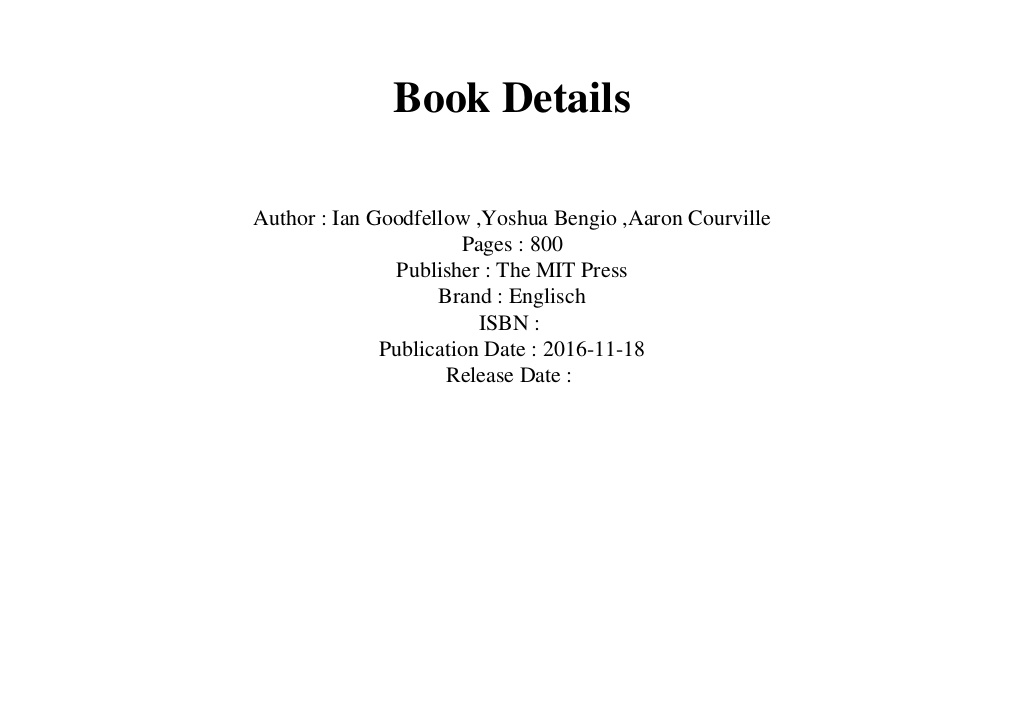 Book Details
Author : Ian Goodfellow ,Yoshua Bengio ,Aaron Courville
Pages : 800
Publisher : The MIT Press
Brand : Englisch
ISBN :
Publication Date : 2016-11-18
Release Date :